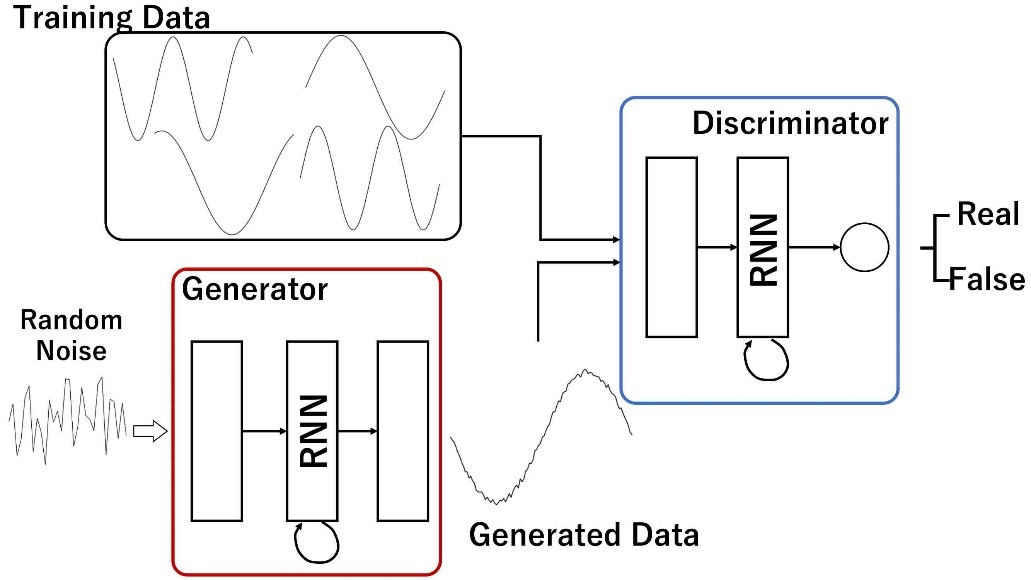 Training Data
Discriminator
RNN
Real
False
Generator
Random
Noise
RNN
Generated Data